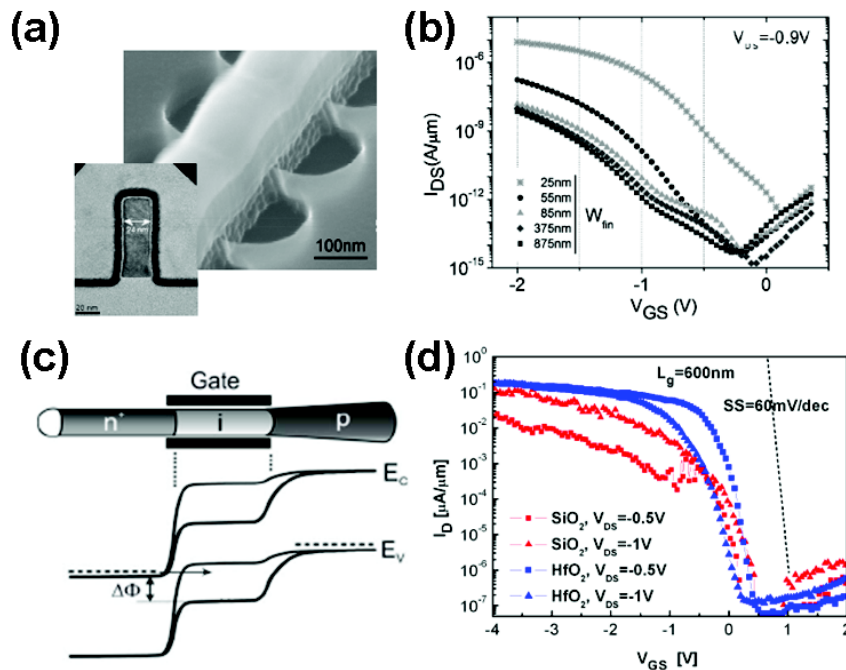 (a)
100nm
24 nm
20 nm
(b)
V_DS=-0.9V
I_DS(A/μm)
10^-6
10^-9
10^-12
10^-15
25nm
55nm
85nm
375nm
875nm
W_fin
-2
-1
0
V_GS (V)
(c)
Gate
n+
i
p
E_C
E_V
ΔΦ
(d)
I_D [μA/μm]
10^0
10^-1
10^-2
10^-3
10^-4
10^-5
10^-6
10^-7
L_g=600nm
SS=60mV/dec
SiO2, V_DS=-0.5V
SiO2, V_DS=-1V
HfO2, V_DS=-0.5V
HfO2, V_DS=-1V
-4
-3
-2
-1
0
1
2
V_GS [V]